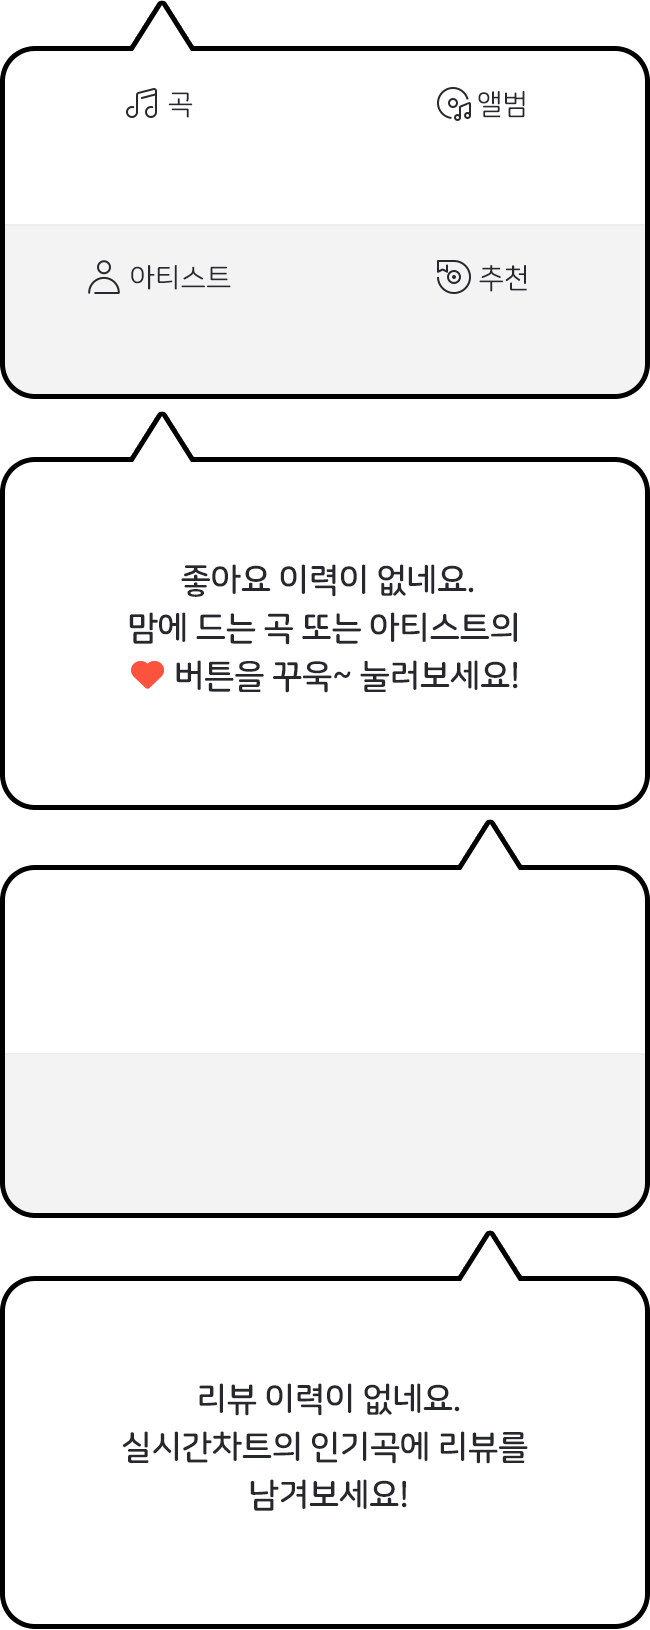 곡 앨범
아티스트 추천
좋아요 이력이 없네요.
맘에 드는 곡 또는 아티스트의
❤ 버튼을 꾸욱~ 눌러보세요!
리뷰 이력이 없네요.
실시간차트의 인기곡에 리뷰를
남겨보세요!